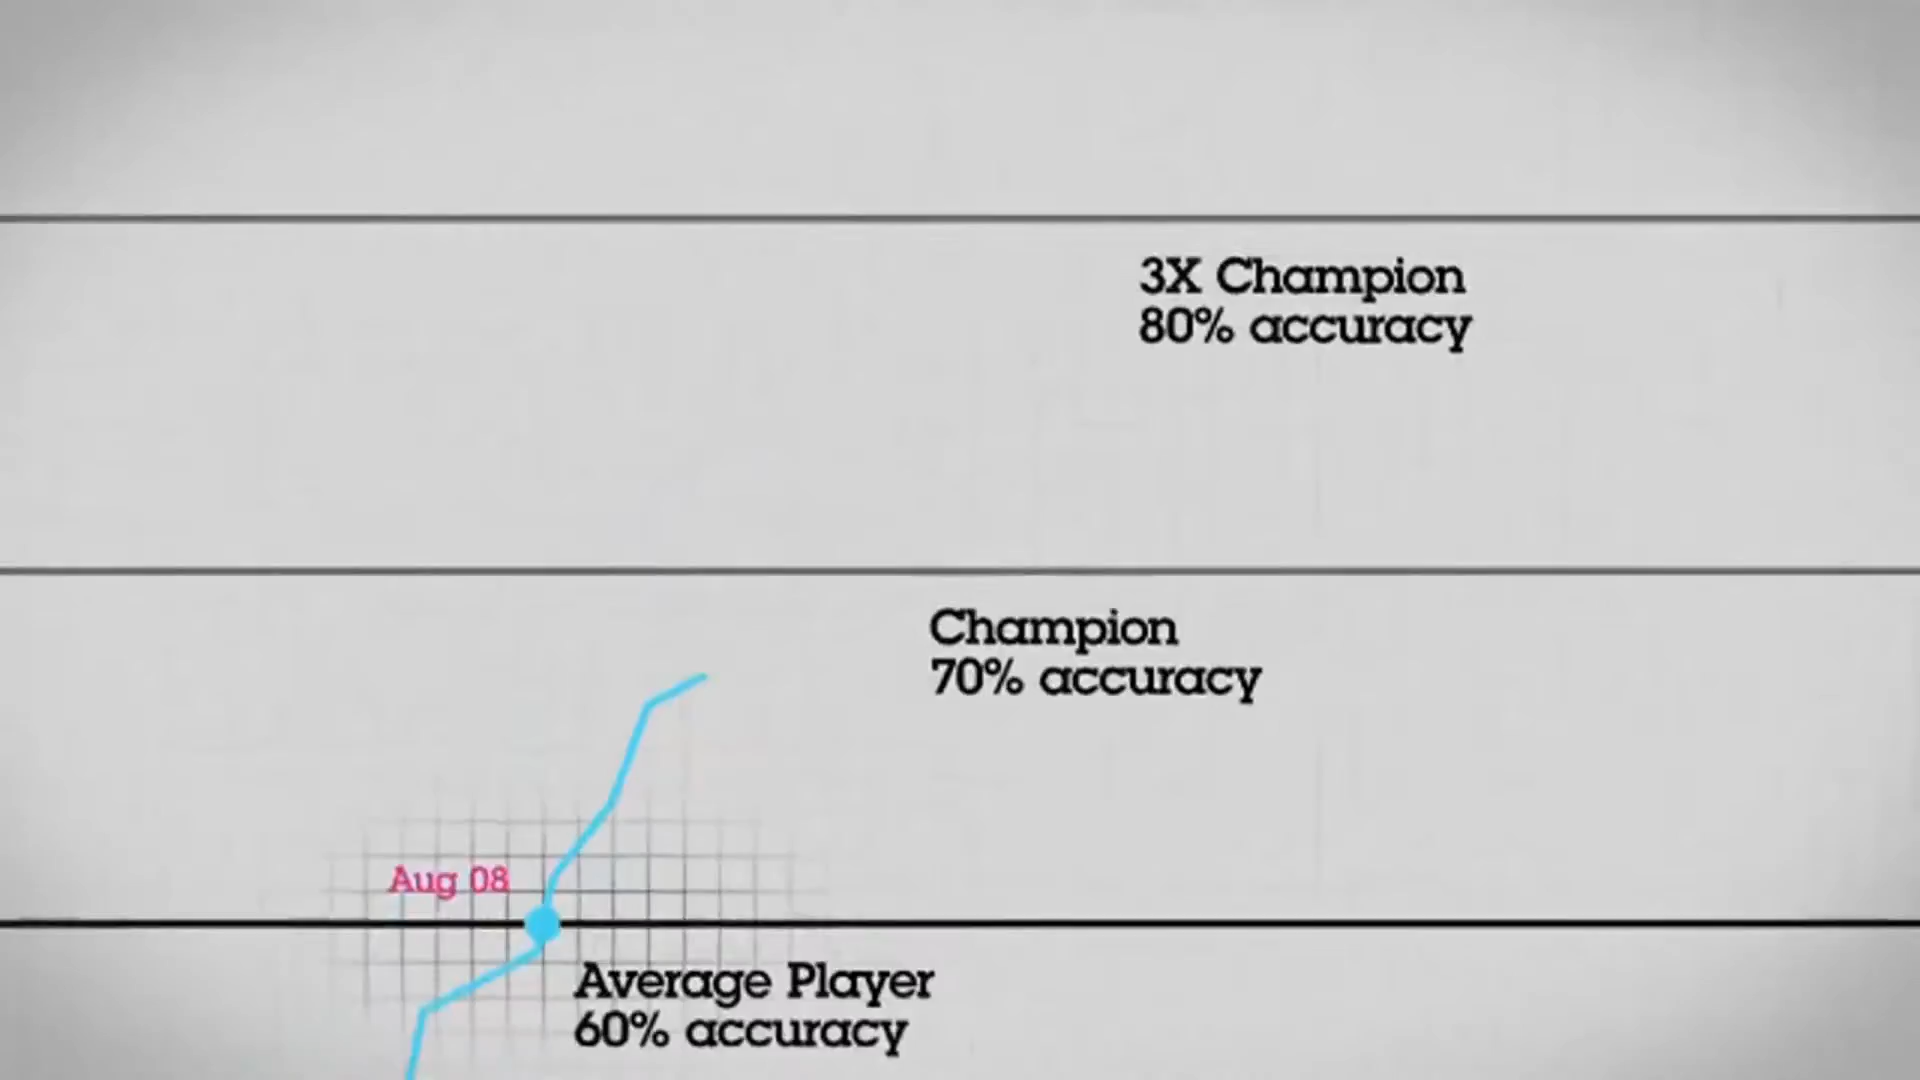 3X Champion
80% accuracy
Champion
70% accuracy
Aug 08
Average Player
60% accuracy